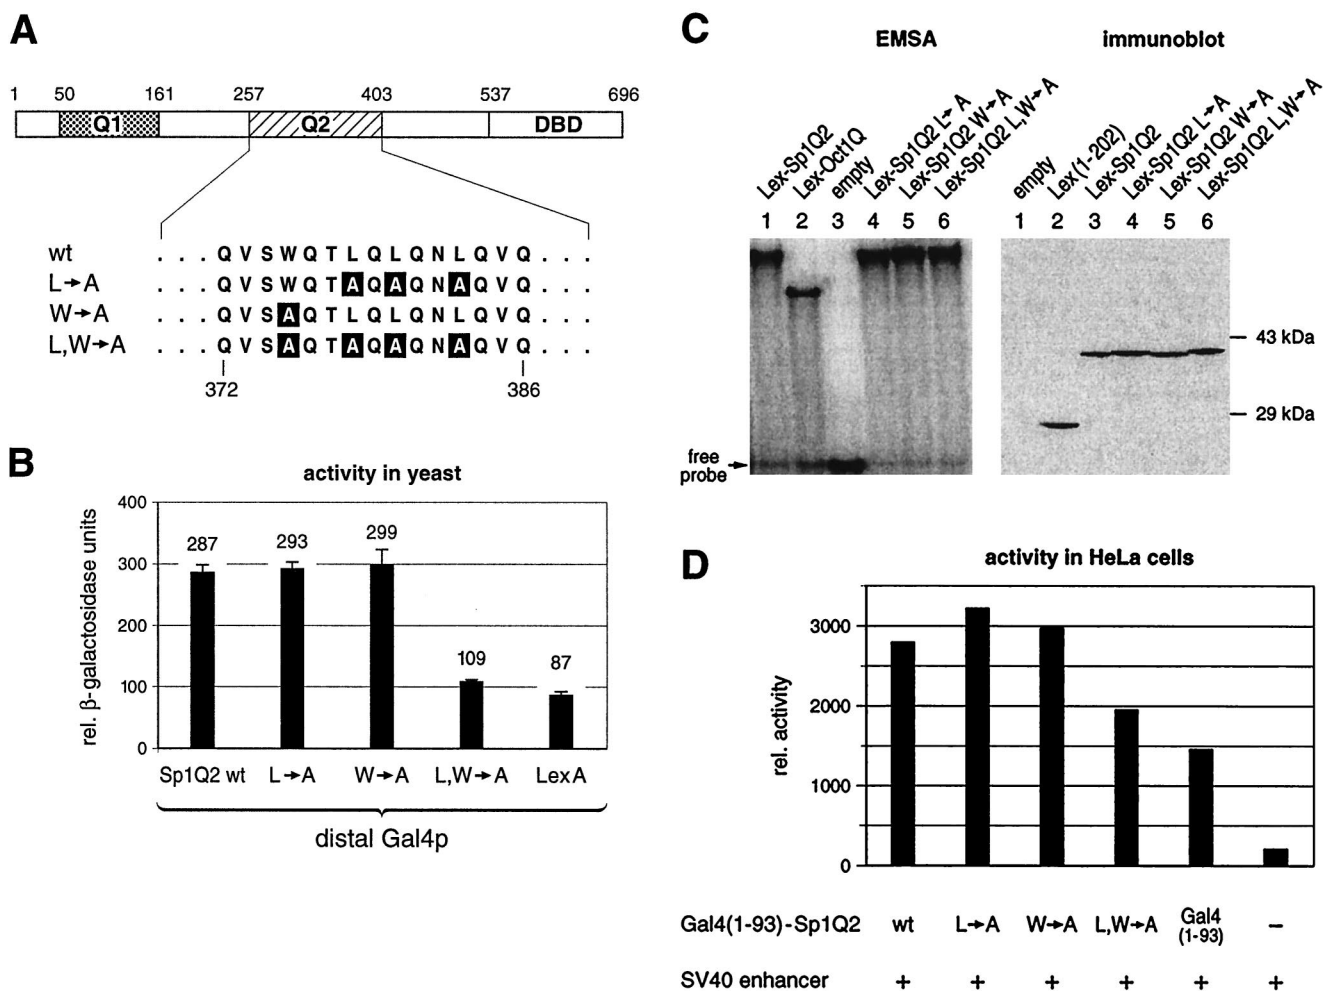 A
1 50 161 257 403 537 696
Q1 Q2 DBD
wt . . . Q V S W Q T L Q L Q N L Q V Q . . .
L→A . . . Q V S W Q T A Q A Q N A Q V Q . . .
W→A . . . Q V S A Q T L Q L Q N L Q V Q . . .
L,W→A . . . Q V S A Q T A Q A Q N A Q V Q . . .
372 386
B
activity in yeast
rel. β-galactosidase units
400
300
200
100
0
287 293 299 109 87
Sp1Q2 wt L→A W→A L,W→A LexA
distal Gal4p
C
EMSA immunoblot
Lex-Sp1Q2
Lex-Oct1Q
empty
Lex-Sp1Q2 L→A
Lex-Sp1Q2 W→A
Lex-Sp1Q2 L,W→A
1 2 3 4 5 6
free
probe
empty
Lex(1-202)
Lex-Sp1Q2
Lex-Sp1Q2 L→A
Lex-Sp1Q2 W→A
Lex-Sp1Q2 L,W→A
1 2 3 4 5 6
43 kDa
29 kDa
D
activity in HeLa cells
rel. activity
3000
2000
1000
0
Gal4(1-93)-Sp1Q2 wt L→A W→A L,W→A Gal4 (1-93) –
SV40 enhancer + + + + + +